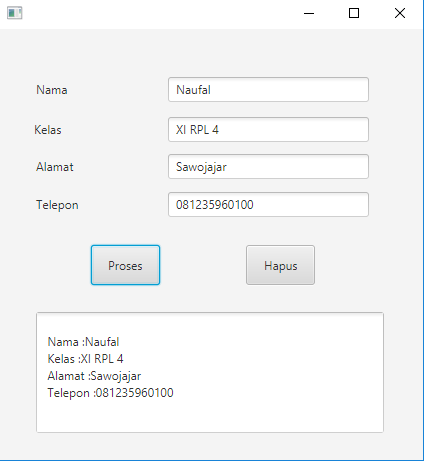 Nama Naufal
Kelas XI RPL 4
Alamat Sawojajar
Telepon 081235960100
Proses Hapus
Nama :Naufal
Kelas :XI RPL 4
Alamat :Sawojajar
Telepon :081235960100